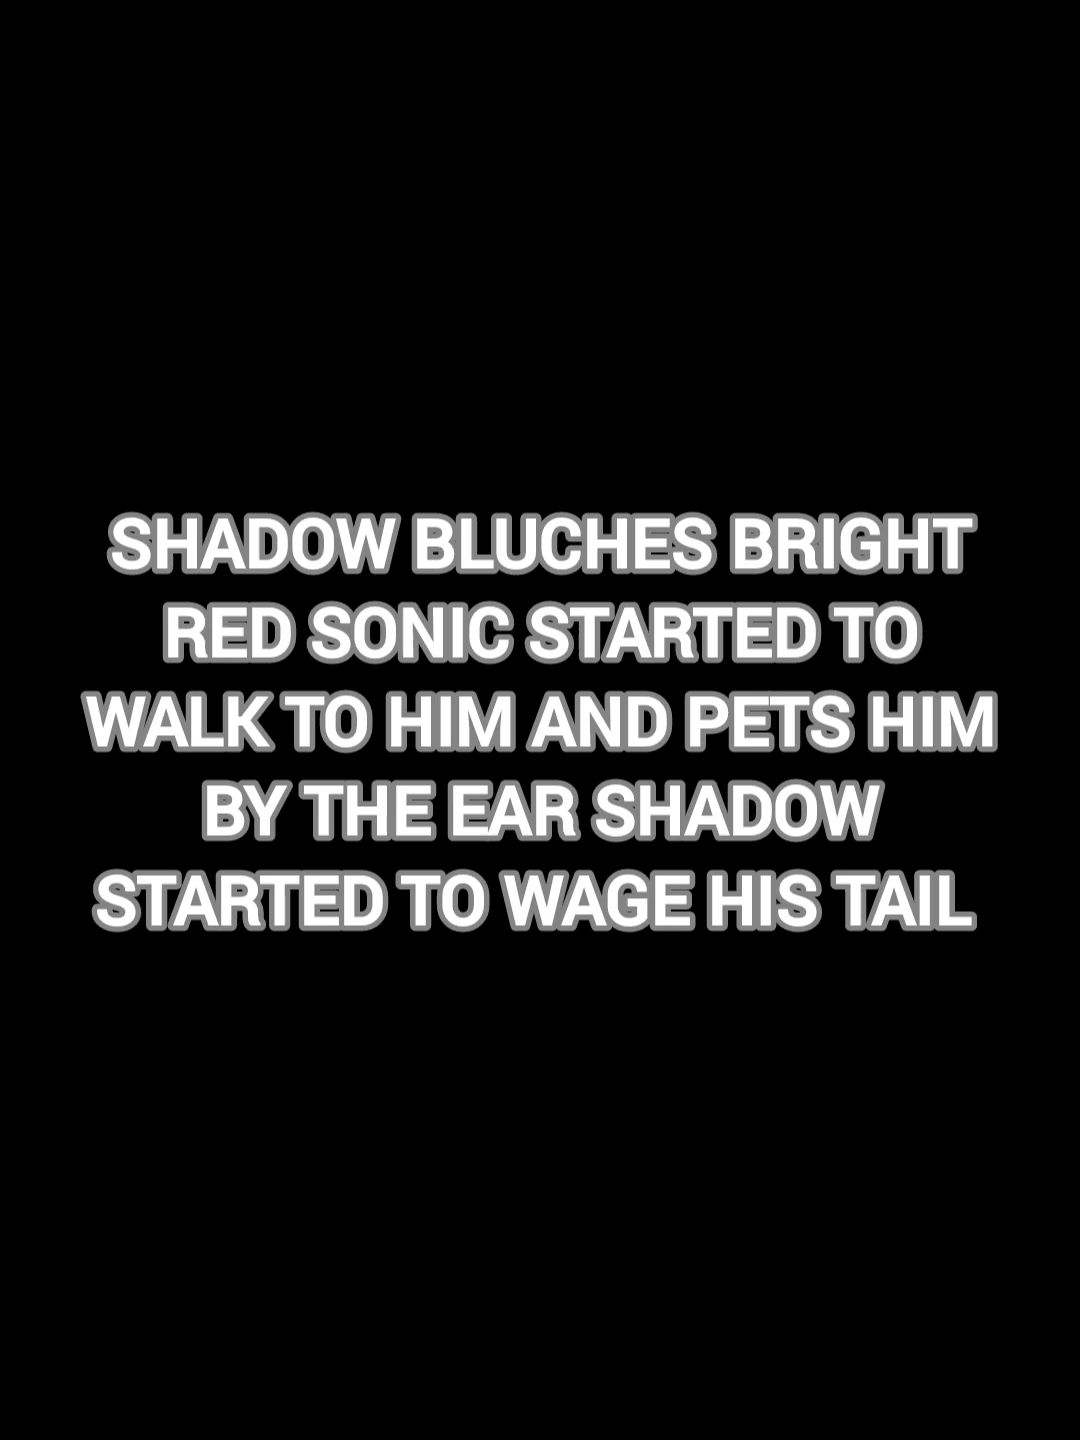 SHADOW BLUCHES BRIGHT
RED SONIC STARTED TO
WALK TO HIM AND PETS HIM
BY THE EAR SHADOW
STARTED TO WAGE HIS TAIL